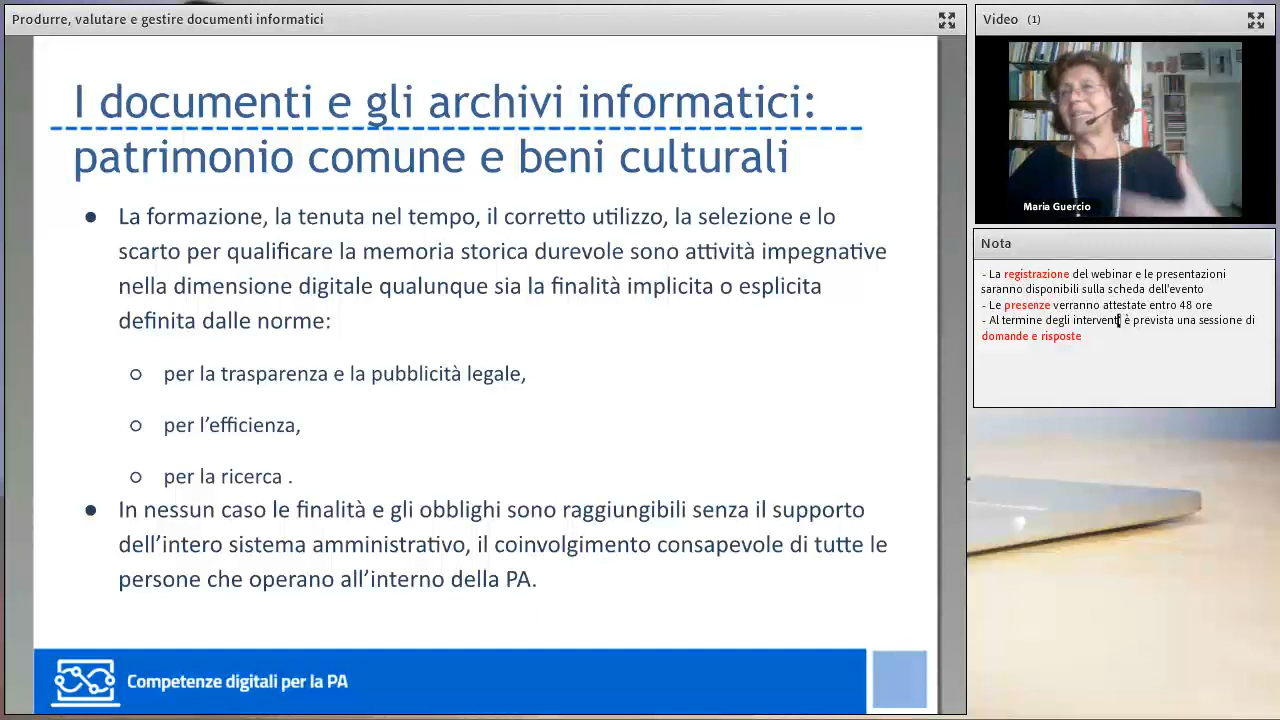 Produrre, valutare e gestire documenti informatici
I documenti e gli archivi informatici:
patrimonio comune e beni culturali
● La formazione, la tenuta nel tempo, il corretto utilizzo, la selezione e lo
scarto per qualificare la memoria storica durevole sono attività impegnative
nella dimensione digitale qualunque sia la finalità implicita o esplicita
definita dalle norme:
○ per la trasparenza e la pubblicità legale,
○ per l’efficienza,
○ per la ricerca .
● In nessun caso le finalità e gli obblighi sono raggiungibili senza il supporto
dell’intero sistema amministrativo, il coinvolgimento consapevole di tutte le
persone che operano all’interno della PA.
Competenze digitali per la PA
Video (1)
Maria Guercio
Nota
- La registrazione del webinar e le presentazioni
saranno disponibili sulla scheda dell'evento
- Le presenze verranno attestate entro 48 ore
- Al termine degli interventi è prevista una sessione di
domande e risposte